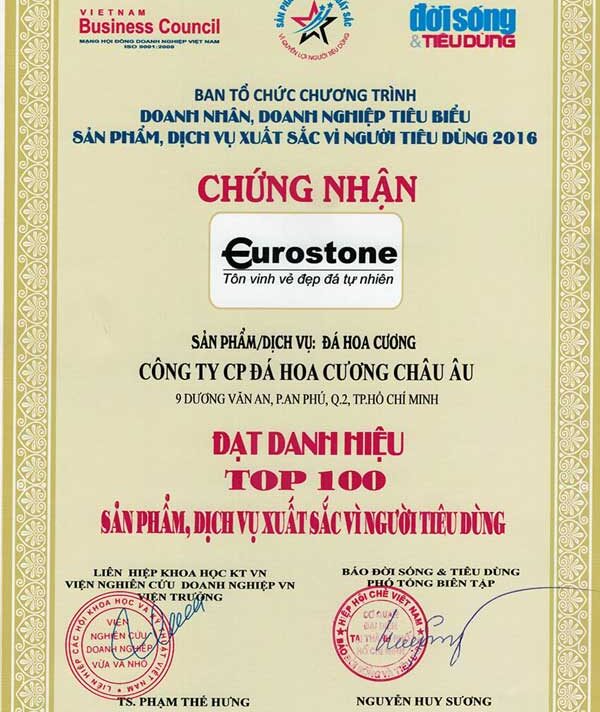 VIETNAM
Business Council
MẠNG HỘI ĐỒNG DOANH NGHIỆP VIỆT NAM
ISO 9001:2008
SẢN PH ẤT SẮC
VÌ QUYỀN LỢI NGƯỜI TIÊU DÙNG
đời sống
& TIÊU DÙNG
BAN TỔ CHỨC CHƯƠNG TRÌNH
DOANH NHÂN, DOANH NGHIỆP TIÊU BIỂU
SẢN PHẨM, DỊCH VỤ XUẤT SẮC VÌ NGƯỜI TIÊU DÙNG 2016
CHỨNG NHẬN
Eurostone
Tôn vinh vẻ đẹp đá tự nhiên
SẢN PHẨM/DỊCH VỤ: ĐÁ HOA CƯƠNG
CÔNG TY CP ĐÁ HOA CƯƠNG CHÂU ÂU
9 DƯƠNG VĂN AN, P.AN PHÚ, Q.2, TP.HỒ CHÍ MINH
ĐẠT DANH HIỆU
TOP 100
SẢN PHẨM, DỊCH VỤ XUẤT SẮC VÌ NGƯỜI TIÊU DÙNG
LIÊN HIỆP KHOA HỌC KT VN
VIỆN NGHIÊN CỨU DOANH NGHIỆP VN
VIỆN TRƯỞNG
LIÊN HIỆP CÁC HỘI KHOA HỌC VÀ KỸ THUẬT VIỆT NAM
VIỆN
NGHIÊN CỨU
DOANH NGHIỆP
VỪA VÀ NHỎ
TS. PHẠM THẾ HƯNG
BÁO ĐỜI SỐNG & TIÊU DÙNG
PHÓ TỔNG BIÊN TẬP
HIỆP HỘI CHÈ VIỆT NAM
CƠ QUAN
ĐẠI DIỆN
NGUYỄN HUY SƯƠNG